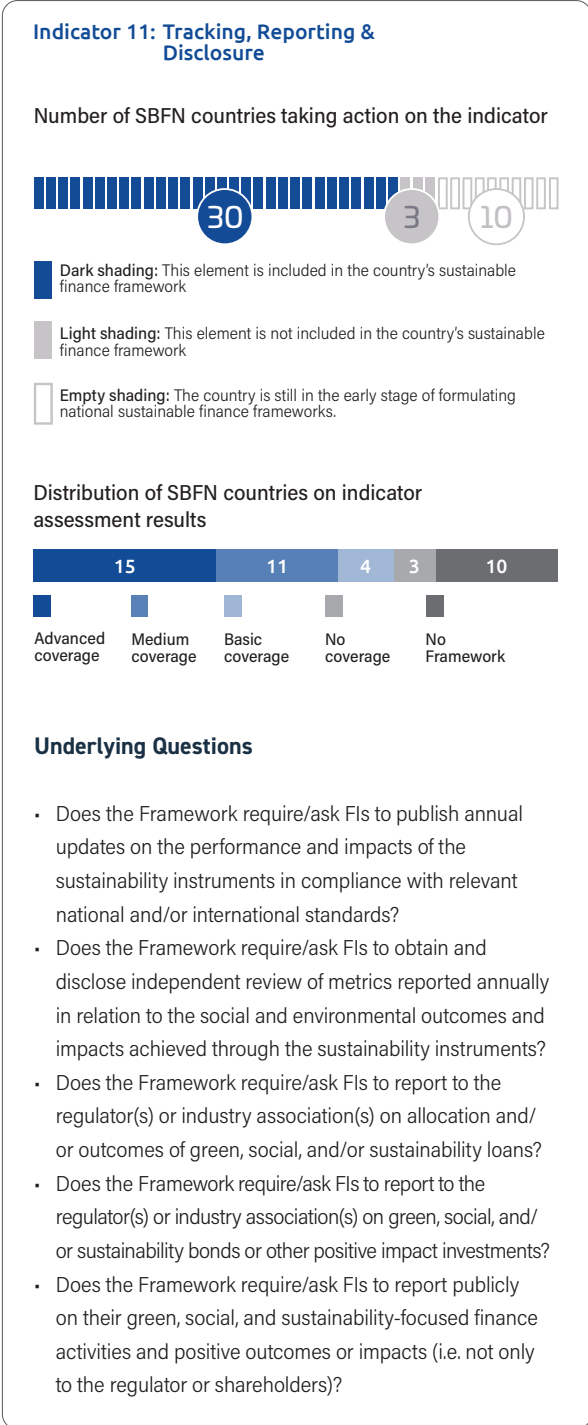 Indicator 11: Tracking, Reporting &
Disclosure
Number of SBFN countries taking action on the indicator
30
3
10
Dark shading: This element is included in the country's sustainable
finance framework
Light shading: This element is not included in the country's sustainable
finance framework
Empty shading: The country is still in the early stage of formulating
national sustainable finance frameworks.
Distribution of SBFN countries on indicator
assessment results
15 11 4 3 10
Advanced
coverage
Medium
coverage
Basic
coverage
No
coverage
No
Framework
Underlying Questions
• Does the Framework require/ask FIs to publish annual
updates on the performance and impacts of the
sustainability instruments in compliance with relevant
national and/or international standards?
• Does the Framework require/ask FIs to obtain and
disclose independent review of metrics reported annually
in relation to the social and environmental outcomes and
impacts achieved through the sustainability instruments?
• Does the Framework require/ask FIs to report to the
regulator(s) or industry association(s) on allocation and/
or outcomes of green, social, and/or sustainability loans?
• Does the Framework require/ask FIs to report to the
regulator(s) or industry association(s) on green, social, and/
or sustainability bonds or other positive impact investments?
• Does the Framework require/ask FIs to report publicly
on their green, social, and sustainability-focused finance
activities and positive outcomes or impacts (i.e. not only
to the regulator or shareholders)?